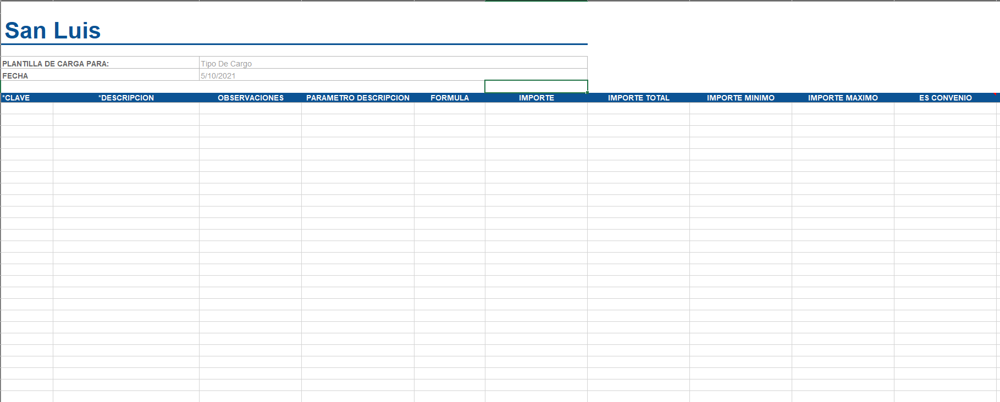 San Luis
PLANTILLA DE CARGA PARA: Tipo De Cargo
FECHA 5/10/2021
*CLAVE *DESCRIPCION OBSERVACIONES PARAMETRO DESCRIPCION FORMULA IMPORTE IMPORTE TOTAL IMPORTE MINIMO IMPORTE MAXIMO ES CONVENIO